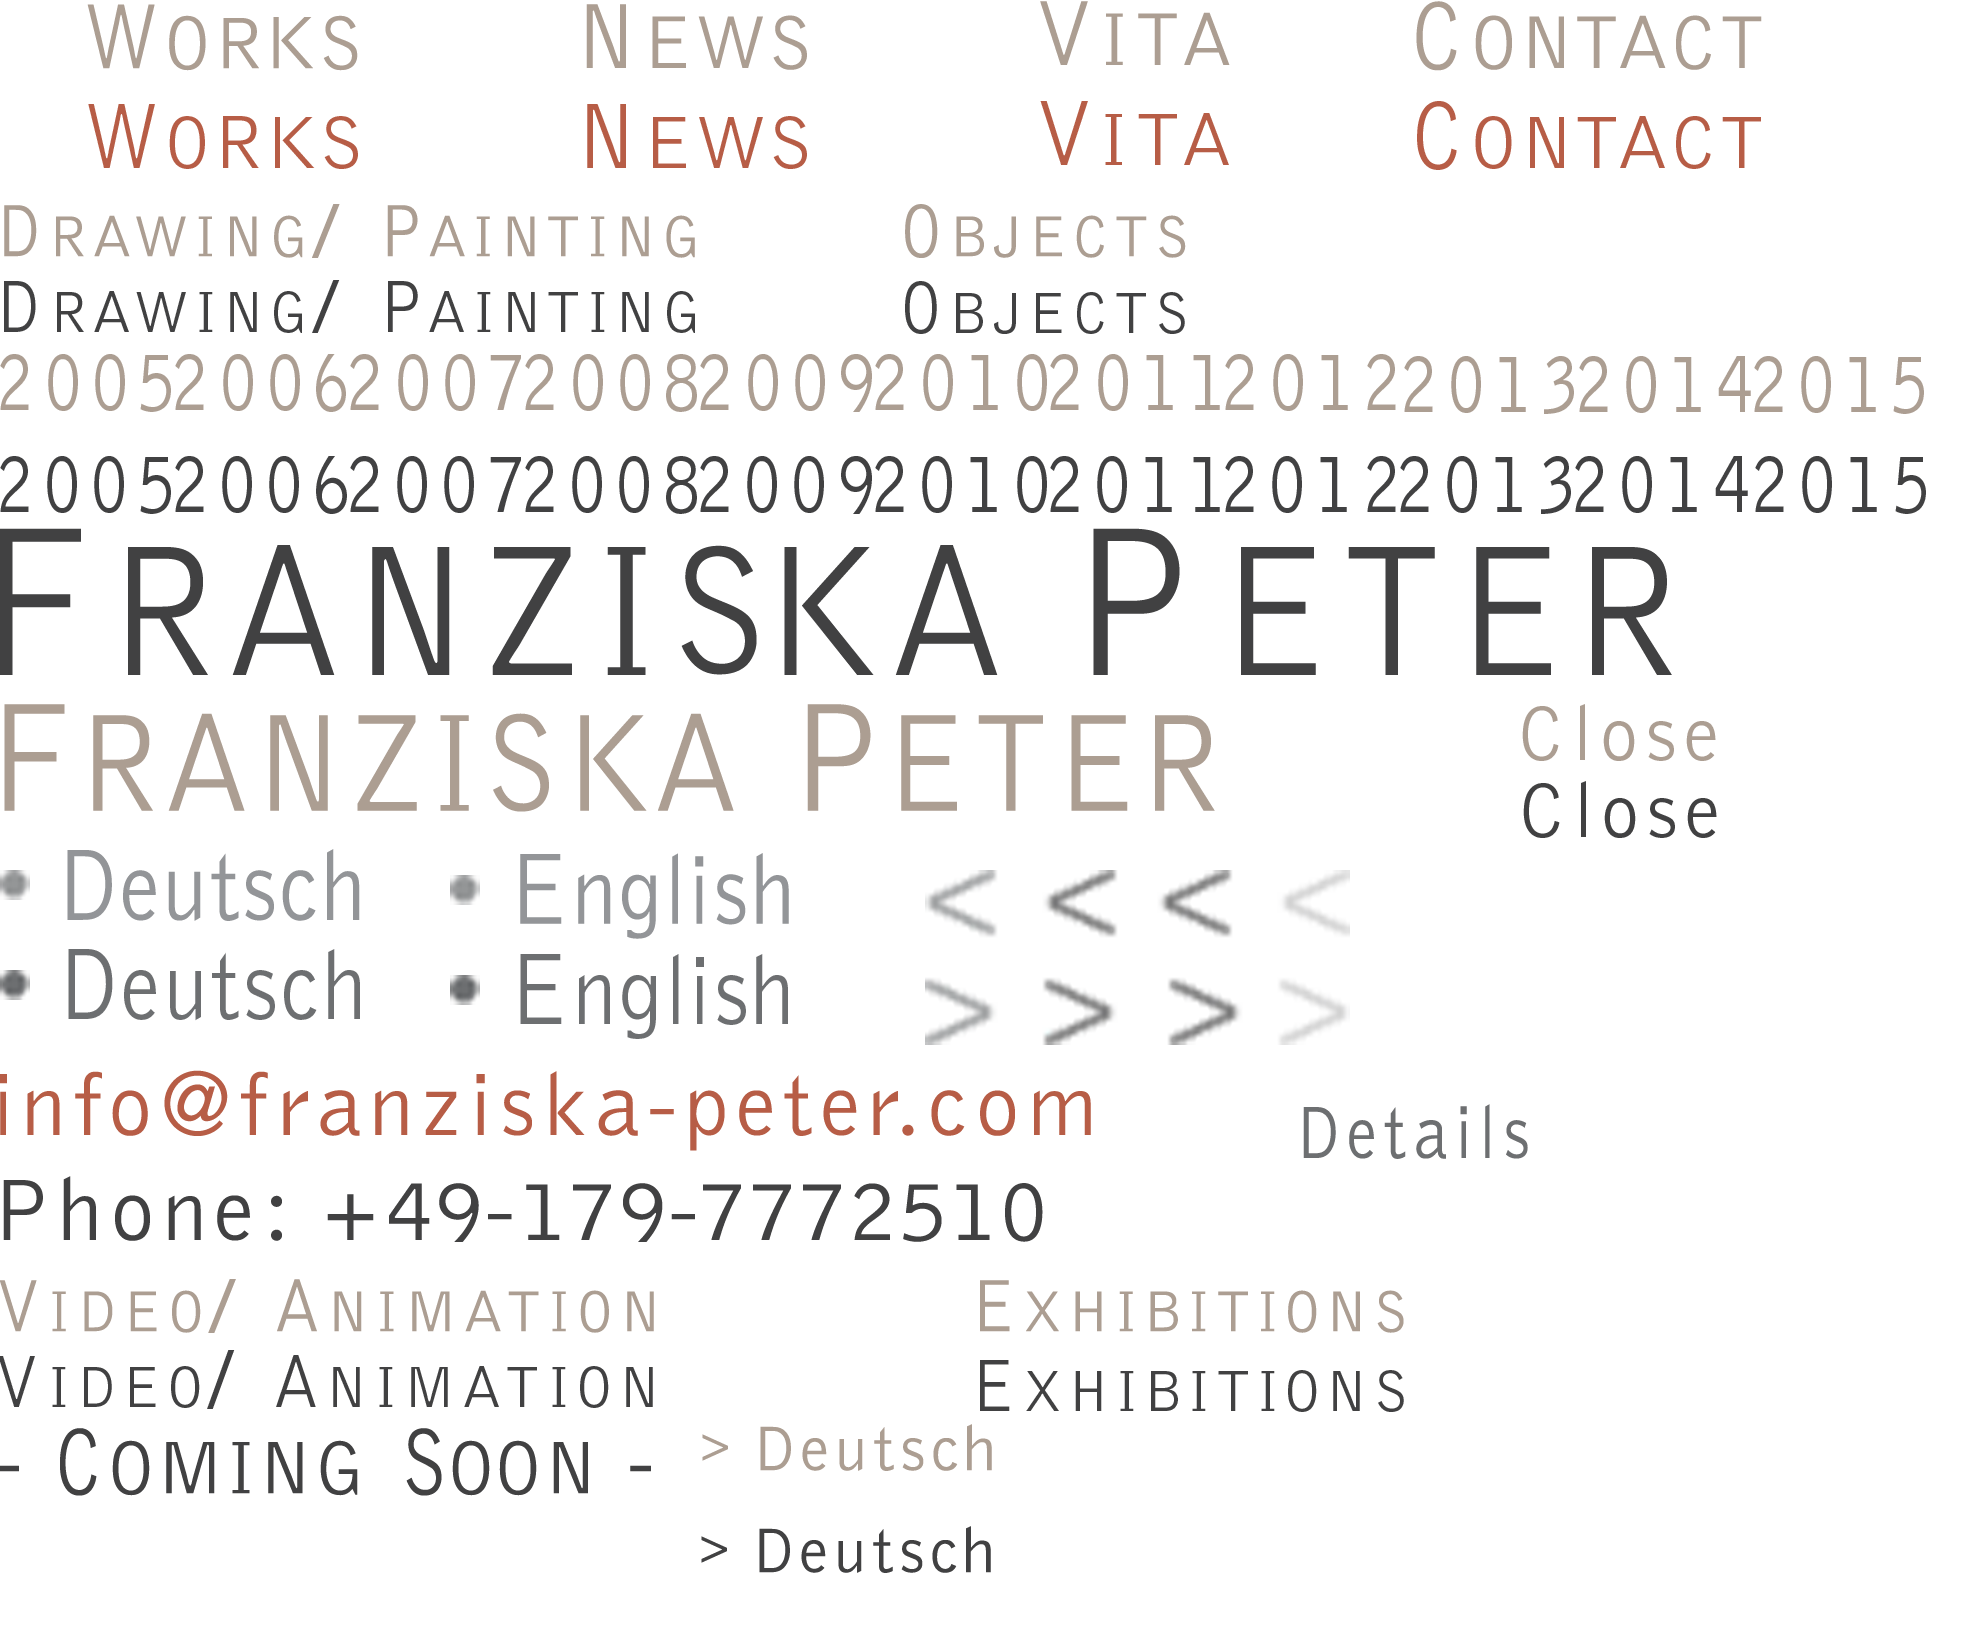 Works News Vita Contact
Works News Vita Contact
Drawing/ Painting Objects
Drawing/ Painting Objects
20052006200720082009201020112012201320142015
20052006200720082009201020112012201320142015
Franziska Peter
Franziska Peter Close
Close
• Deutsch • English < < < <
• Deutsch • English > > > >
info@franziska-peter.com
Details
Phone: +49-179-7772510
Video/ Animation Exhibitions
Video/ Animation Exhibitions
- Coming Soon - > Deutsch
> Deutsch